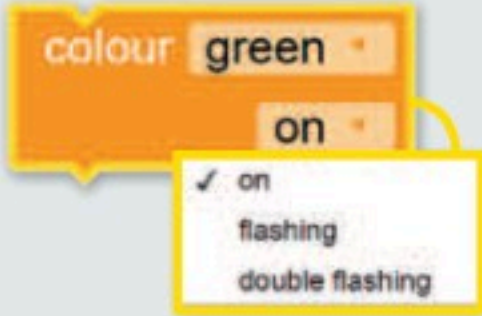 colour green
on
✓ on
flashing
double flashing